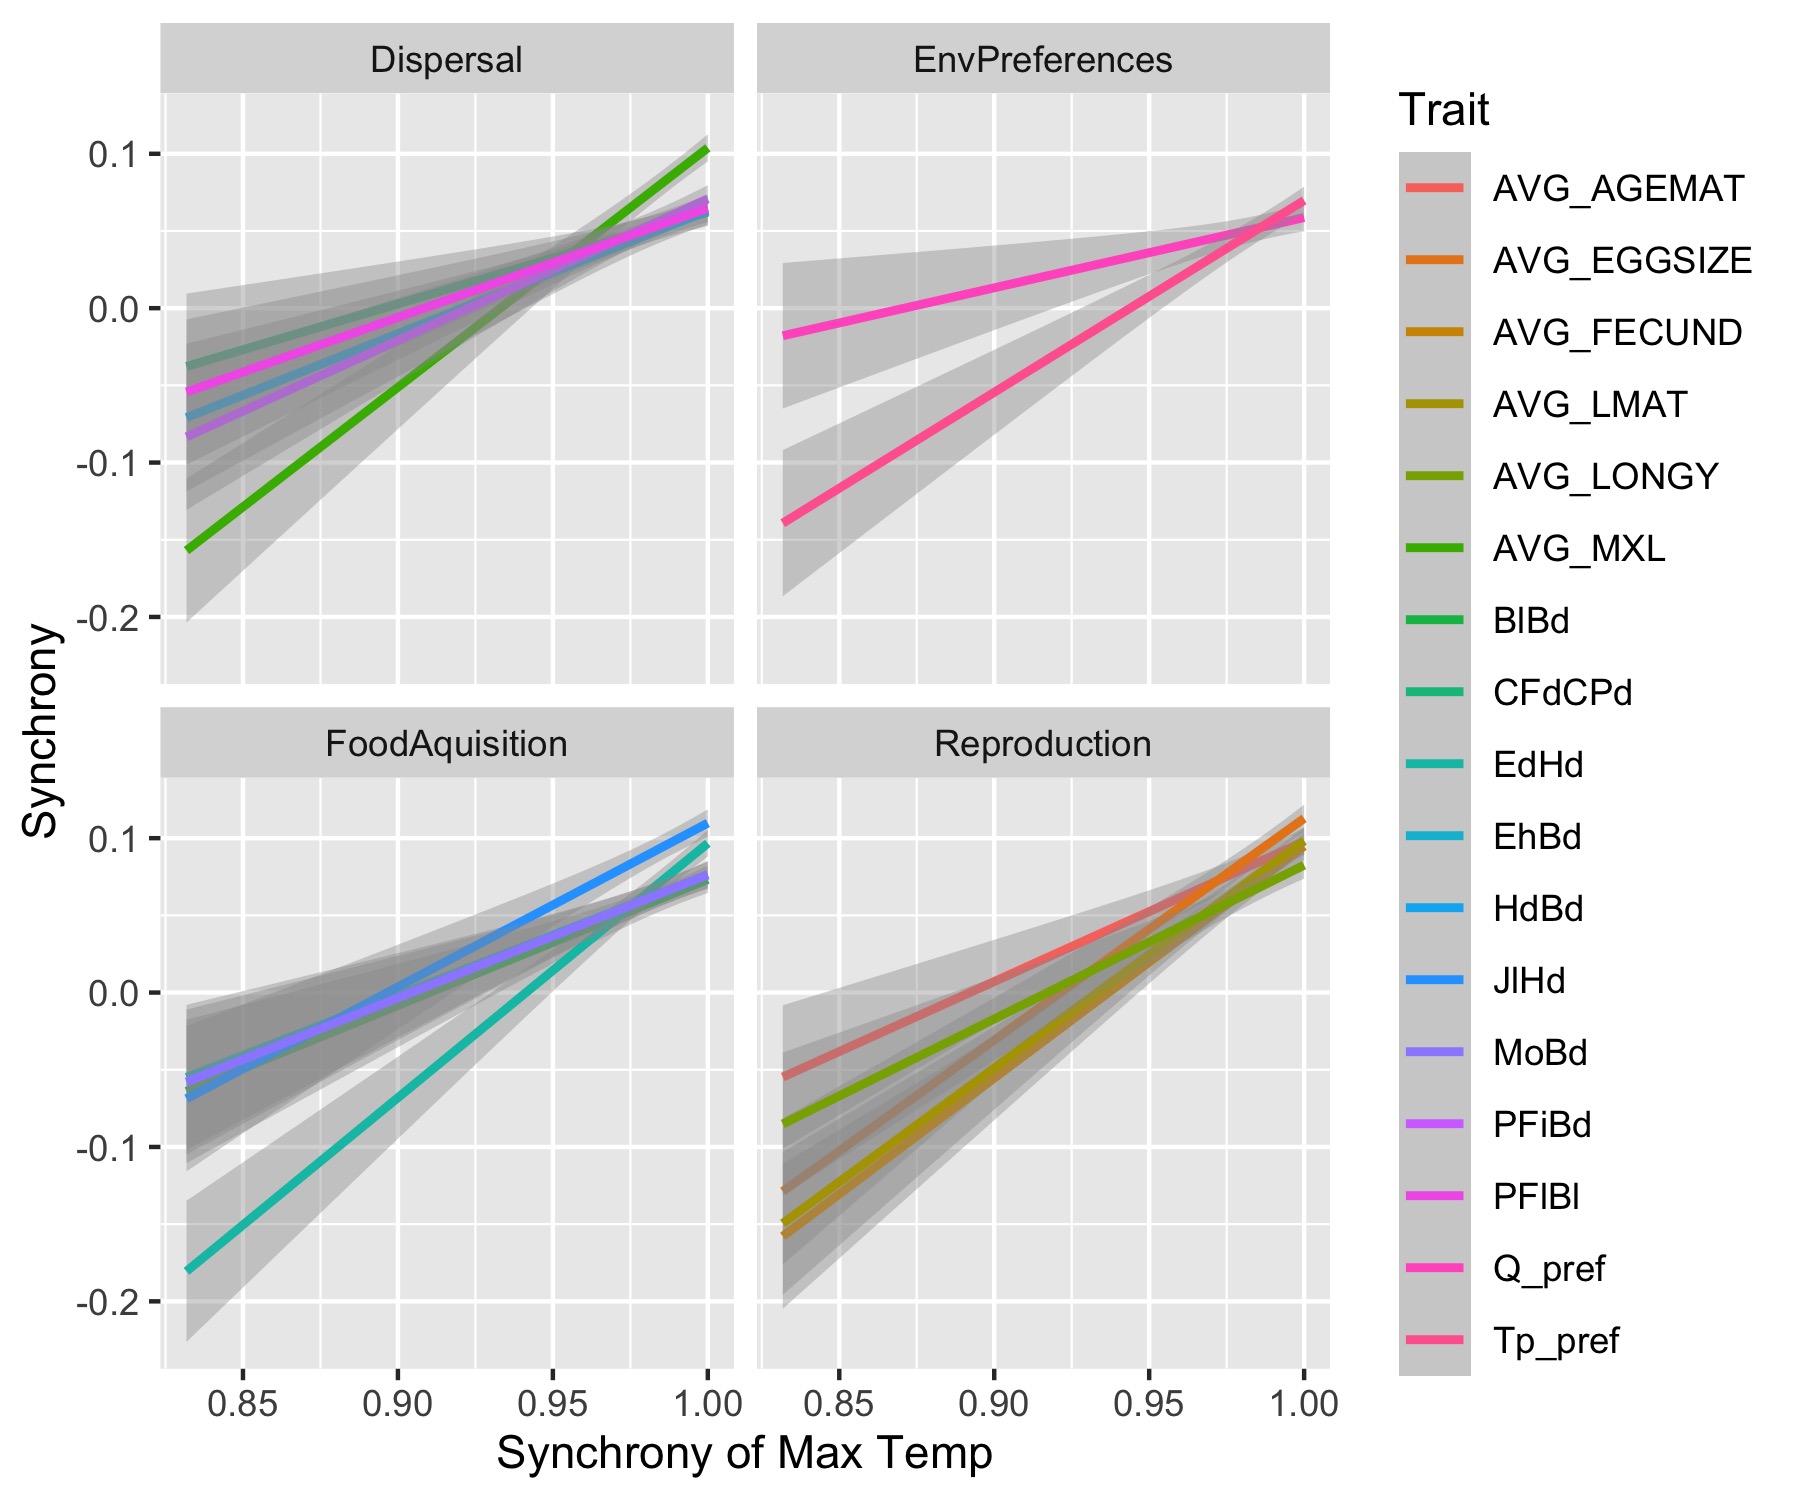 Dispersal
EnvPreferences
0.1
0.0
-0.1
-0.2
FoodAquisition
Reproduction
0.1
0.0
-0.1
-0.2
0.85 0.90 0.95 1.00
0.85 0.90 0.95 1.00
Synchrony of Max Temp
Synchrony
Trait
AVG_AGEMAT
AVG_EGGSIZE
AVG_FECUND
AVG_LMAT
AVG_LONGY
AVG_MXL
BlBd
CFdCPd
EdHd
EhBd
HdBd
JlHd
MoBd
PFiBd
PFlBl
Q_pref
Tp_pref